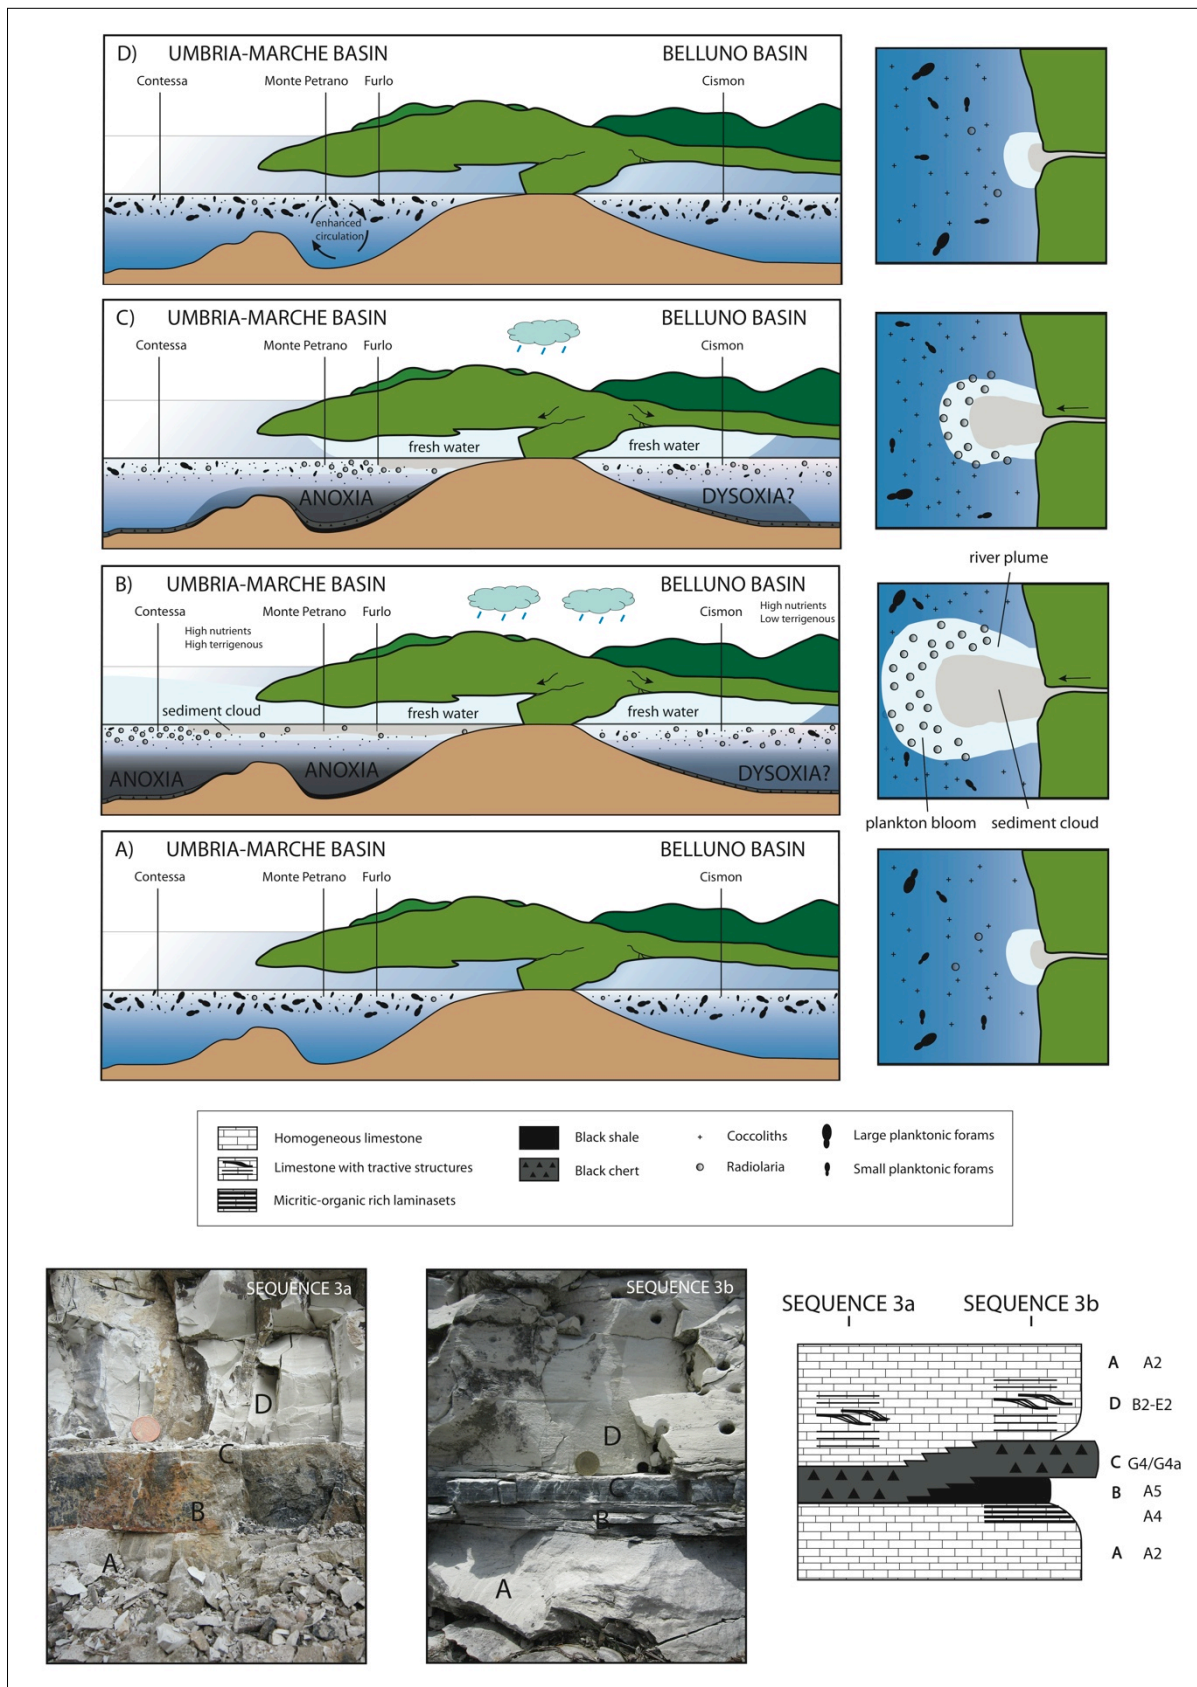 D)
UMBRIA-MARCHE BASIN
BELLUNO BASIN
Contessa
Monte Petrano
Furlo
Cismon
enhanced
circulation
C)
UMBRIA-MARCHE BASIN
BELLUNO BASIN
Contessa
Monte Petrano
Furlo
Cismon
fresh water
fresh water
ANOXIA
DYSOXIA?
B)
UMBRIA-MARCHE BASIN
BELLUNO BASIN
Contessa
Monte Petrano
Furlo
Cismon
High nutrients
Low terrigenous
High nutrients
High terrigenous
sediment cloud
fresh water
fresh water
ANOXIA
ANOXIA
DYSOXIA?
river plume
plankton bloom
sediment cloud
A)
UMBRIA-MARCHE BASIN
BELLUNO BASIN
Contessa
Monte Petrano
Furlo
Cismon
Homogeneous limestone
Limestone with tractive structures
Micritic-organic rich laminasets
Black shale
Black chert
Coccoliths
Radiolaria
Large planktonic forams
Small planktonic forams
SEQUENCE 3a
D
C
B
A
SEQUENCE 3b
D
C
B
A
SEQUENCE 3a
SEQUENCE 3b
A A2
D B2-E2
C G4/G4a
B A5
A4
A A2